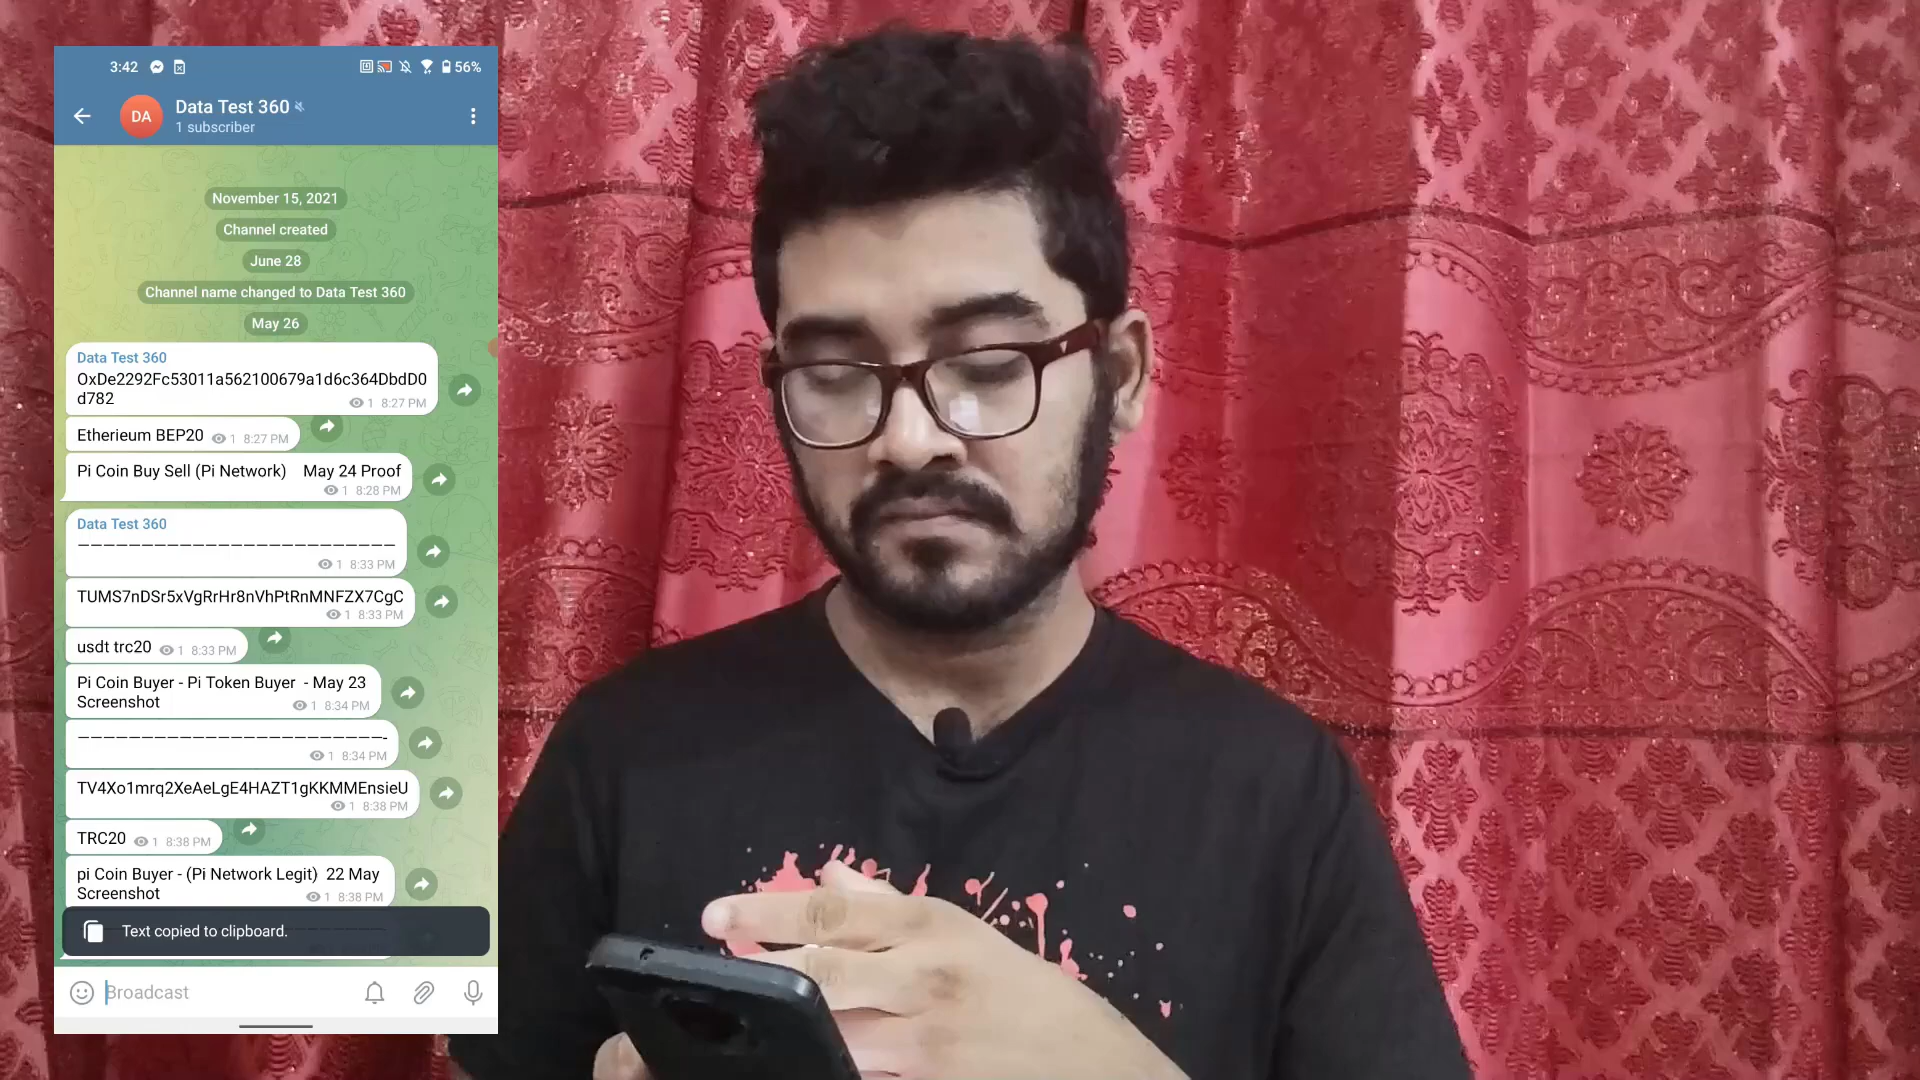 3:42
56%
DA
Data Test 360
1 subscriber
November 15, 2021
Channel created
June 28
Channel name changed to Data Test 360
May 26
Data Test 360
OxDe2292Fc53011a562100679a1d6c364DbdD0
d782
1 8:27 PM
Etherieum BEP20 1 8:27 PM
Pi Coin Buy Sell (Pi Network) May 24 Proof
1 8:28 PM
Data Test 360
—————————————————————————
1 8:33 PM
TUMS7nDSr5xVgRrHr8nVhPtRnMNFZX7CgC
1 8:33 PM
usdt trc20 1 8:33 PM
Pi Coin Buyer - Pi Token Buyer - May 23
Screenshot 1 8:34 PM
————————————————————————-
1 8:34 PM
TV4Xo1mrq2XeAeLgE4HAZT1gKKMMEnsieU
1 8:38 PM
TRC20 1 8:38 PM
pi Coin Buyer - (Pi Network Legit) 22 May
Screenshot 1 8:38 PM
Text copied to clipboard.
Broadcast